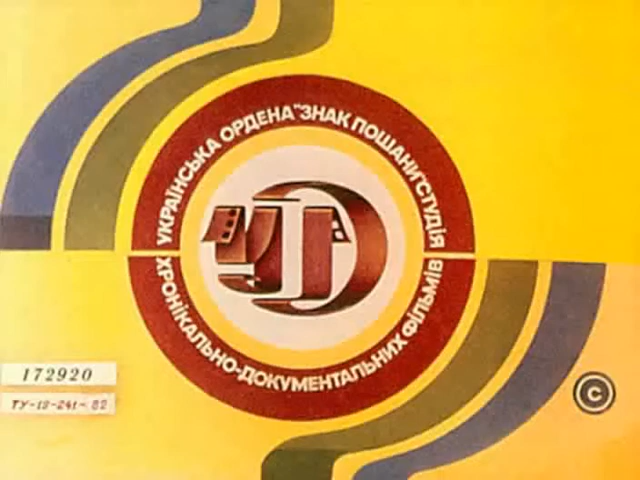 УКРАЇНСЬКА ОРДЕНА "ЗНАК ПОШАНИ" СТУДІЯ
ХРОНІКАЛЬНО-ДОКУМЕНТАЛЬНИХ ФІЛЬМІВ
172920
ТУ-19-241-82
©